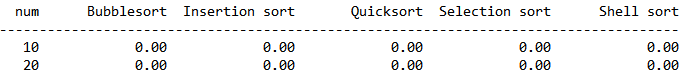 num Bubblesort Insertion sort Quicksort Selection sort Shell sort
--------------------------------------------------------------------------------------
10 0.00 0.00 0.00 0.00 0.00
20 0.00 0.00 0.00 0.00 0.00